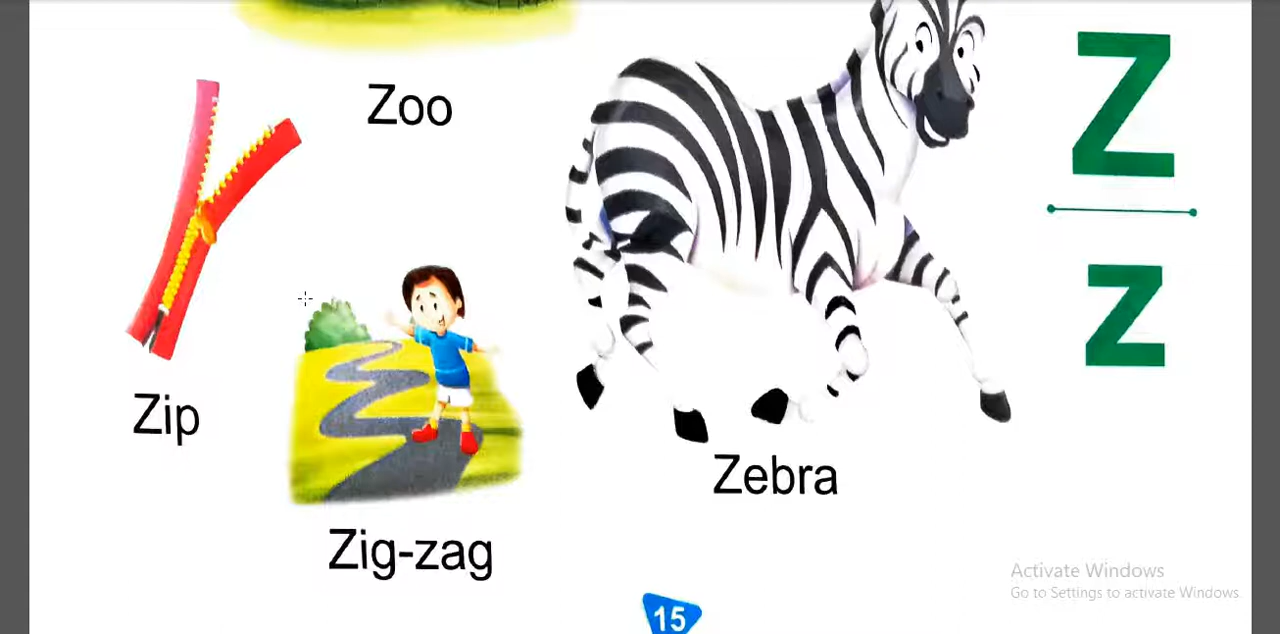 Zoo
Z
z
Zip
Zebra
Zig-zag
Activate Windows
Go to Settings to activate Windows.
15